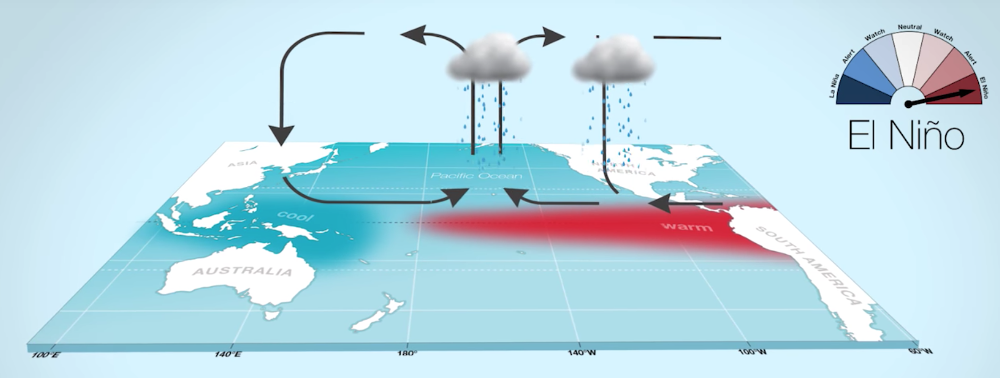 Neutral
Watch
Watch
Alert
Alert
La Niña
El Niño
El Niño
ASIA
NORTH
AMERICA
Pacific Ocean
cool
warm
SOUTH AMERICA
AUSTRALIA
100°E
140°E
180°
140°W
100°W
60°W